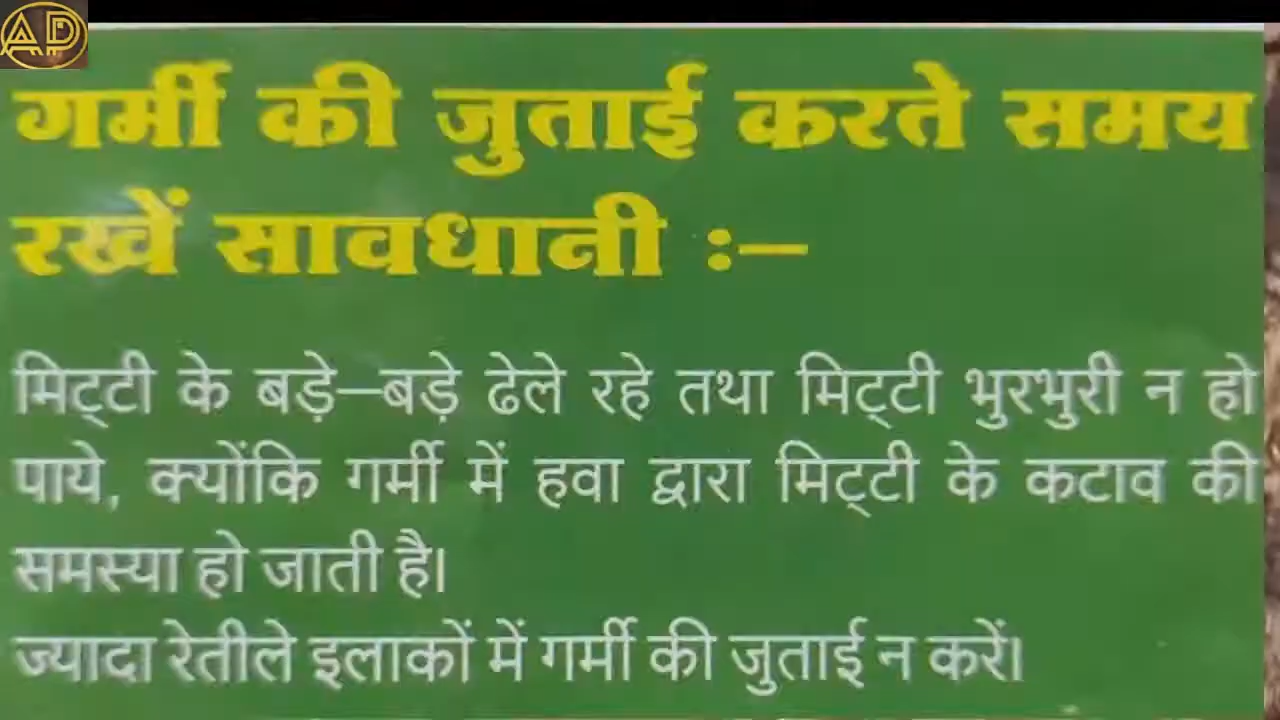 AD
गर्मी की जुताई करते समय
रखें सावधानी :–
मिट्टी के बड़े–बड़े ढेले रहे तथा मिट्टी भुरभुरी न हो
पाये, क्योंकि गर्मी में हवा द्वारा मिट्टी के कटाव की
समस्या हो जाती है।
ज्यादा रेतीले इलाकों में गर्मी की जुताई न करें।